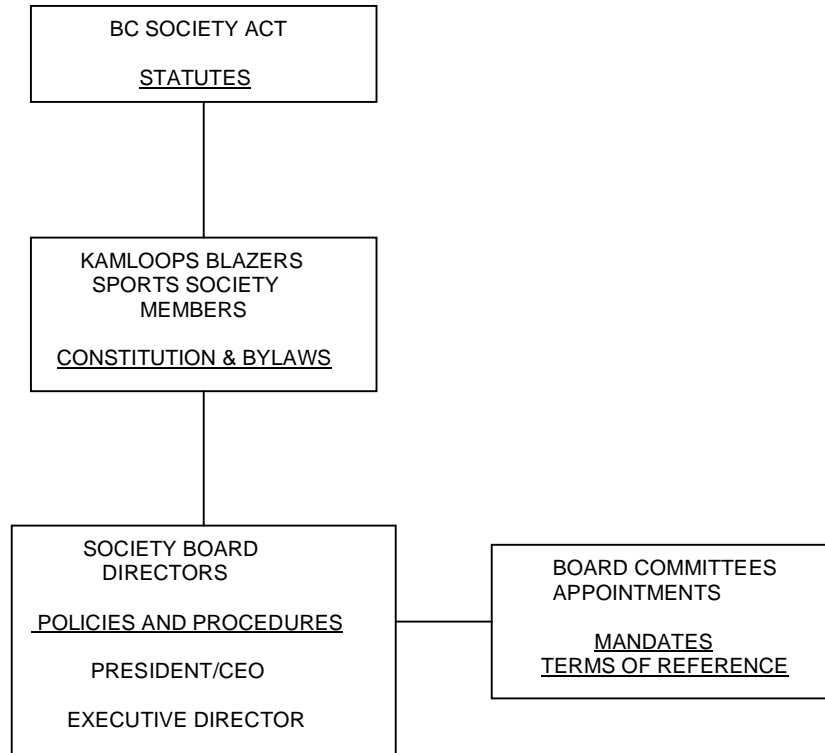 BC SOCIETY ACT
STATUTES
KAMLOOPS BLAZERS
SPORTS SOCIETY
MEMBERS
CONSTITUTION & BYLAWS
SOCIETY BOARD
DIRECTORS
POLICIES AND PROCEDURES
PRESIDENT/CEO
EXECUTIVE DIRECTOR
BOARD COMMITTEES
APPOINTMENTS
MANDATES
TERMS OF REFERENCE